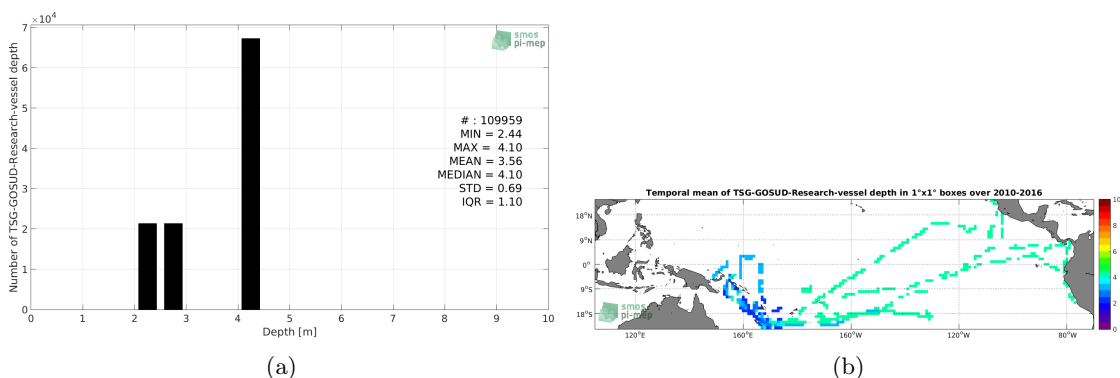 ×10⁴
7
6
5
4
3
2
1
0
Number of TSG-GOSUD-Research-vessel depth
smos
pi-mep
# : 109959
MIN = 2.44
MAX = 4.10
MEAN = 3.56
MEDIAN = 4.10
STD = 0.69
IQR = 1.10
0 1 2 3 4 5 6 7 8 9 10
Depth [m]
(a)
Temporal mean of TSG-GOSUD-Research-vessel depth in 1°x1° boxes over 2010-2016
18°N
9°N
0°
9°S
18°S
smos
pi-mep
120°E 160°E 160°W 120°W 80°W
10
8
6
4
2
0
(b)